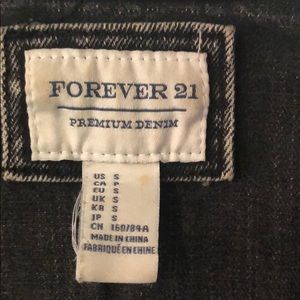 FOREVER 21
PREMIUM DENIM
US S
CA P
EU S
UK S
KR S
JP S
CN 160/84A
MADE IN CHINA
FABRIQUÉ EN CHINE